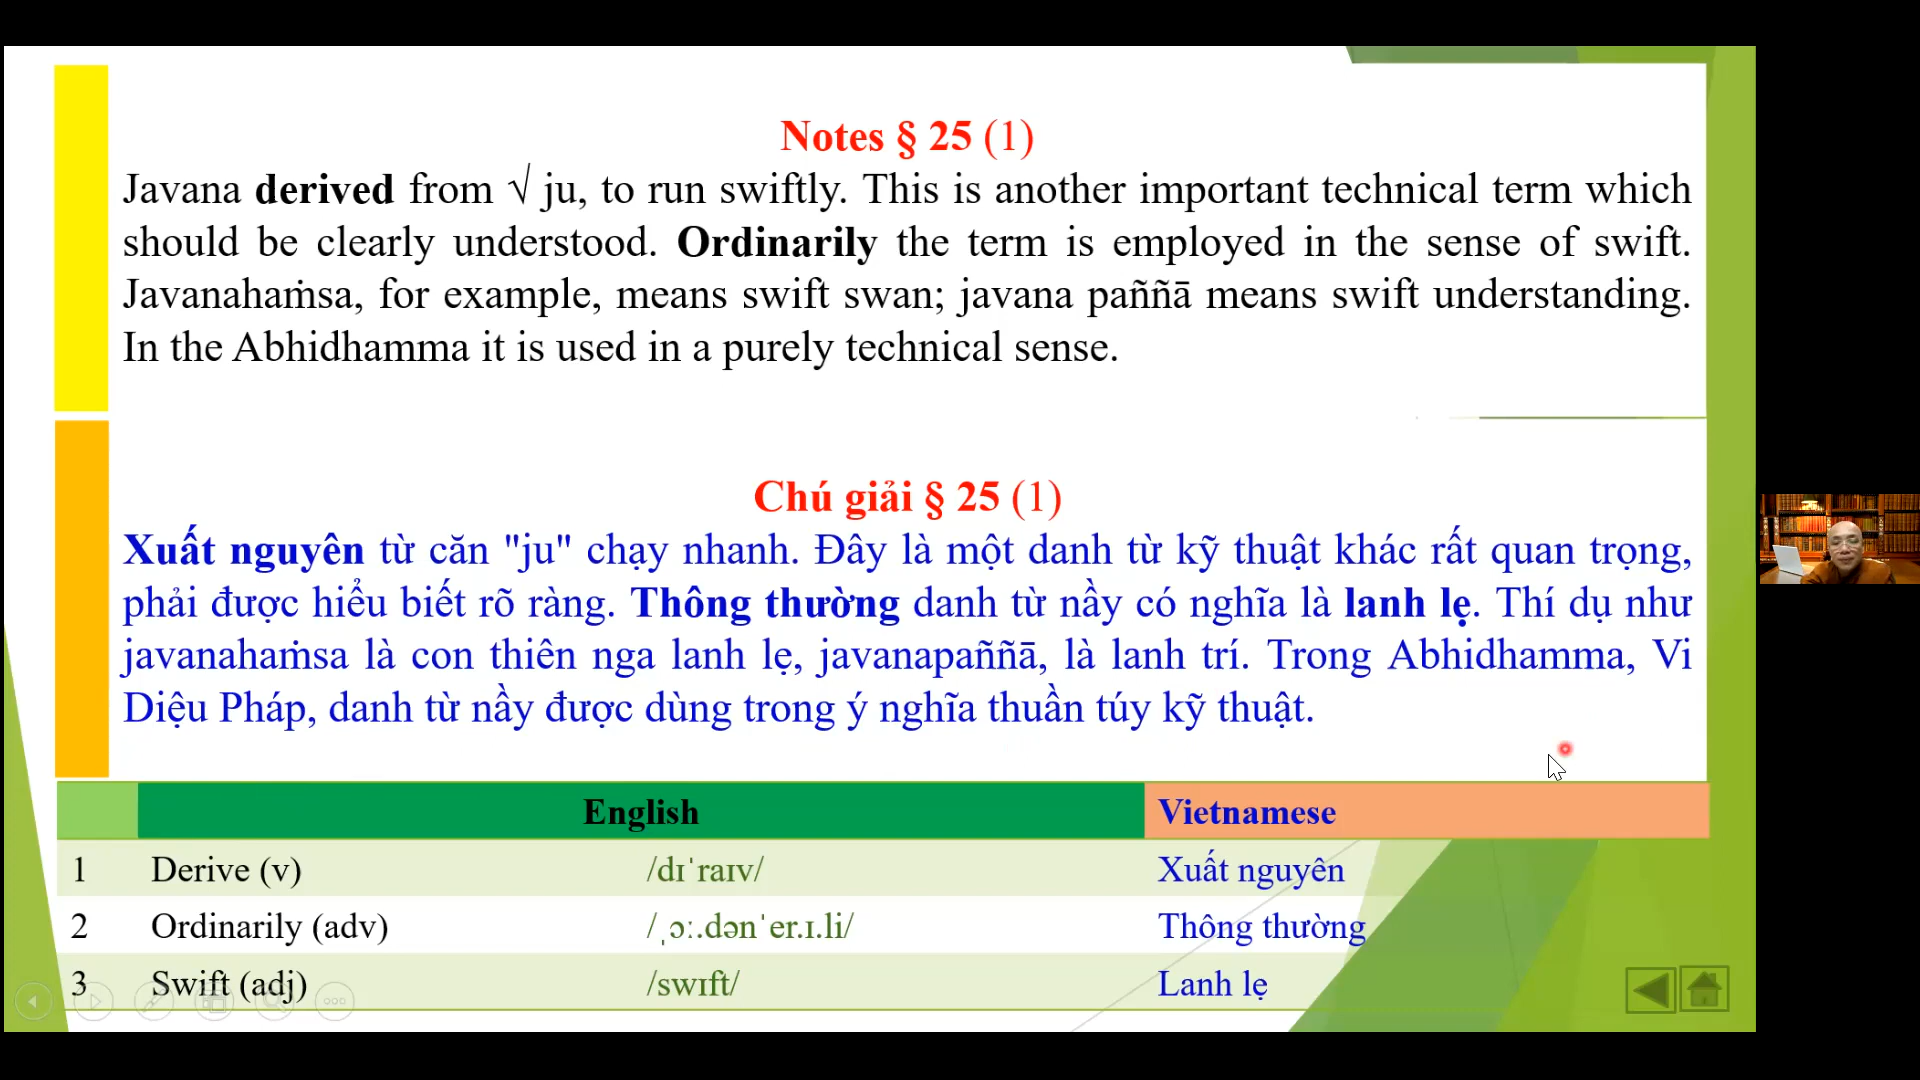 Notes § 25 (1)
Javana derived from √ ju, to run swiftly. This is another important technical term which
should be clearly understood. Ordinarily the term is employed in the sense of swift.
Javanahaṁsa, for example, means swift swan; javana paññā means swift understanding.
In the Abhidhamma it is used in a purely technical sense.
Chú giải § 25 (1)
Xuất nguyên từ căn "ju" chạy nhanh. Đây là một danh từ kỹ thuật khác rất quan trọng,
phải được hiểu biết rõ ràng. Thông thường danh từ nầy có nghĩa là lanh lẹ. Thí dụ như
javanahaṁsa là con thiên nga lanh lẹ, javanapaññā, là lanh trí. Trong Abhidhamma, Vi
Diệu Pháp, danh từ nầy được dùng trong ý nghĩa thuần túy kỹ thuật.
English Vietnamese
1 Derive (v) /dɪˈraɪv/ Xuất nguyên
2 Ordinarily (adv) /ˌɔː.dənˈer.ɪ.li/ Thông thường
3 Swift (adj) /swɪft/ Lanh lẹ